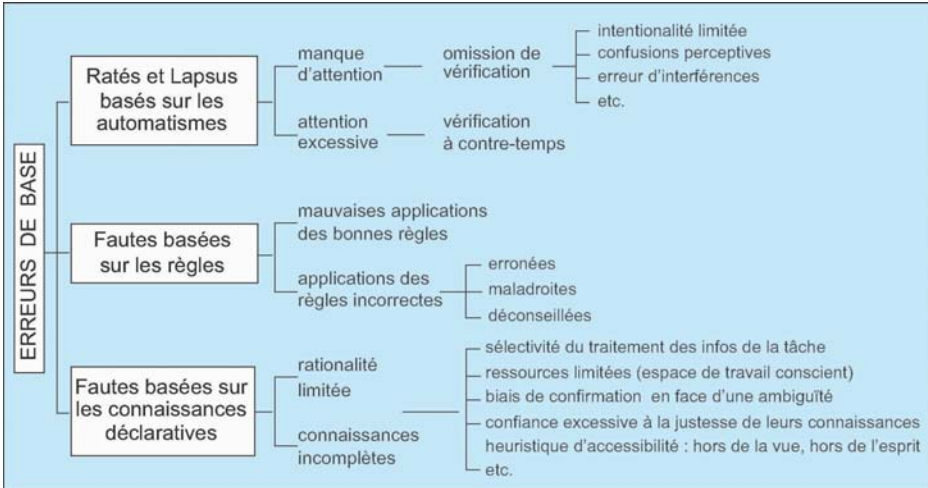 ERREURS DE BASE
Ratés et Lapsus
basés sur les
automatismes
manque
d'attention
omission de
vérification
intentionalité limitée
confusions perceptives
erreur d'interférences
etc.
attention
excessive
vérification
à contre-temps
Fautes basées
sur les règles
mauvaises applications
des bonnes règles
applications des
règles incorrectes
erronées
maladroites
déconseillées
Fautes basées sur
les connaissances
déclaratives
rationalité
limitée
connaissances
incomplètes
sélectivité du traitement des infos de la tâche
ressources limitées (espace de travail conscient)
biais de confirmation en face d'une ambiguïté
confiance excessive à la justesse de leurs connaissances
heuristique d'accessibilité : hors de la vue, hors de l'esprit
etc.